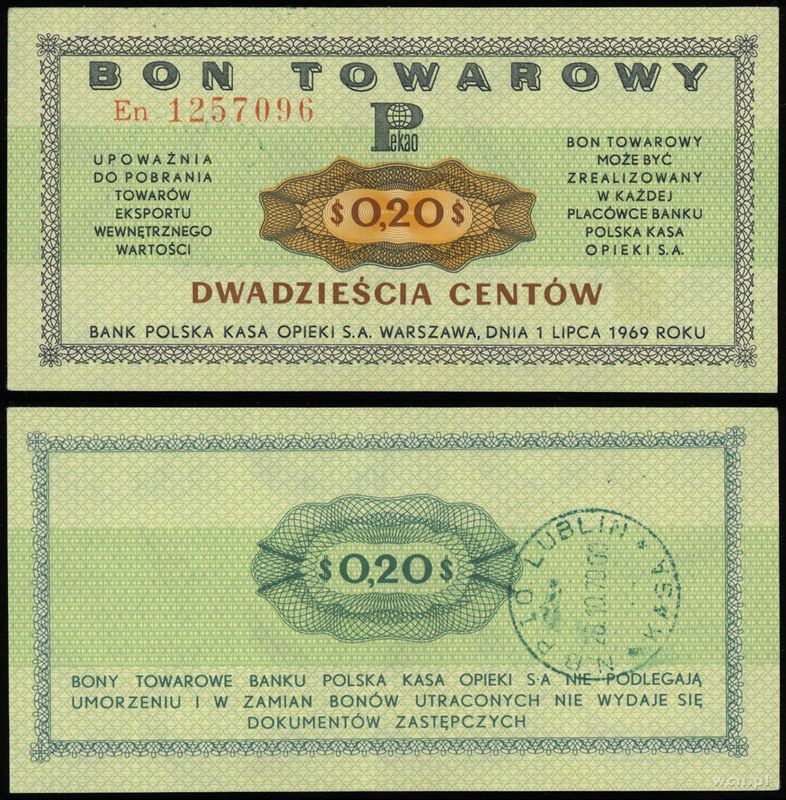 BON TOWAROWY
En 1257096
Pekao
UPOWAŻNIA
DO POBRANIA
TOWARÓW
EKSPORTU
WEWNĘTRZNEGO
WARTOŚCI
$ 0,20 $
BON TOWAROWY
MOŻE BYĆ
ZREALIZOWANY
W KAŻDEJ
PLACÓWCE BANKU
POLSKA KASA
OPIEKI S.A.
DWADZIEŚCIA CENTÓW
BANK POLSKA KASA OPIEKI S.A. WARSZAWA, DNIA 1 LIPCA 1969 ROKU
$ 0,20 $
NBP I O LUBLIN * KASA *
BONY TOWAROWE BANKU POLSKA KASA OPIEKI S·A NIE PODLEGAJĄ
UMORZENIU I W ZAMIAN BONÓW UTRACONYCH NIE WYDAJE SIĘ
DOKUMENTÓW ZASTĘPCZYCH
wcn.pl